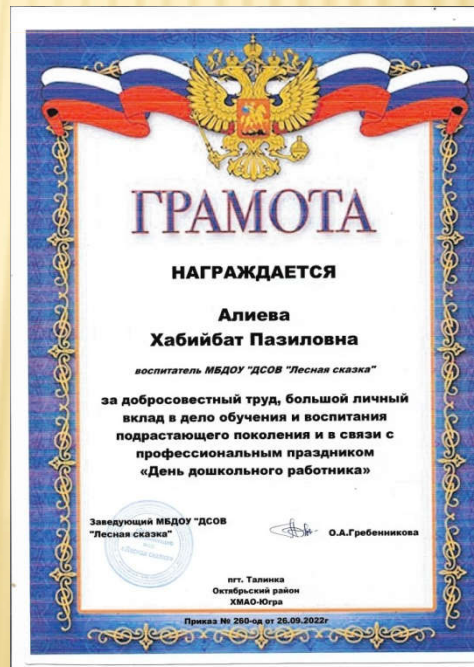 ГРАМОТА
НАГРАЖДАЕТСЯ
Алиева
Хабийбат Пазиловна
воспитатель МБДОУ "ДСОВ "Лесная сказка"
за добросовестный труд, большой личный
вклад в дело обучения и воспитания
подрастающего поколения и в связи с
профессиональным праздником
«День дошкольного работника»
Заведующий МБДОУ "ДСОВ
"Лесная сказка"
О.А.Гребенникова
пгт. Талинка
Октябрьский район
ХМАО-Югра
Приказ № 260-од от 26.09.2022г